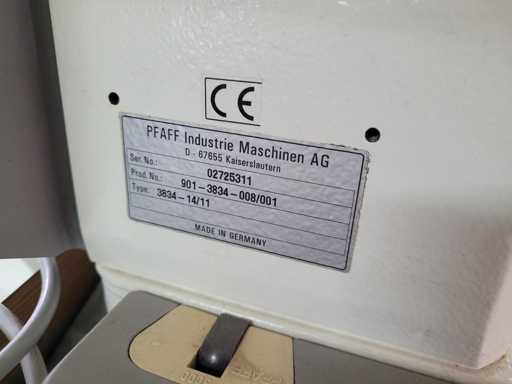 CE
PFAFF Industrie Maschinen AG
D - 67655 Kaiserslautern
Ser. No.: 02725311
Prod. No.: 901-3834-008/001
Type: 3834-14/11
MADE IN GERMANY